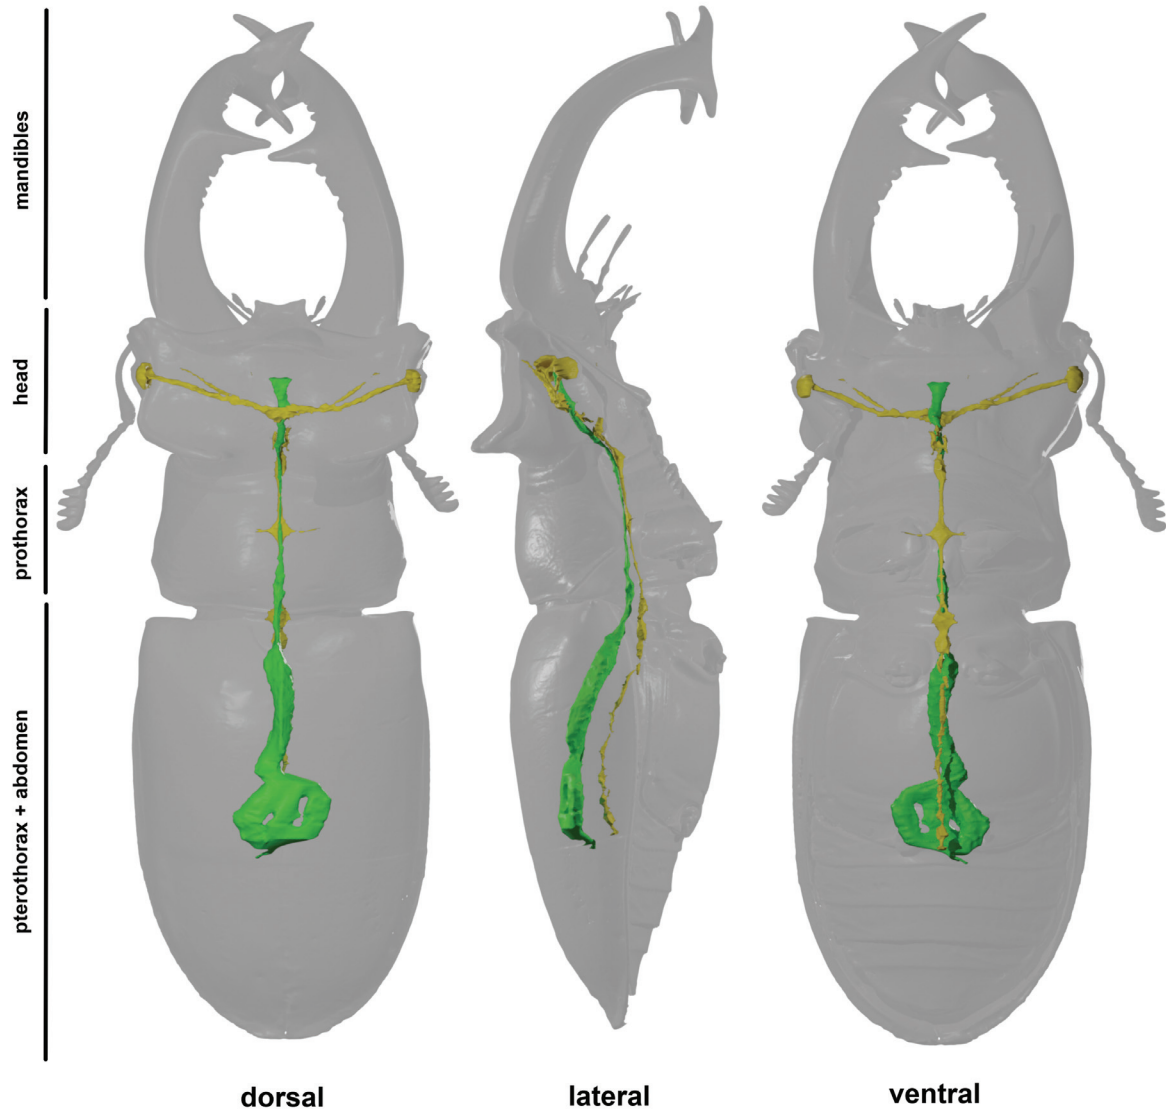 mandibles
head
prothorax
pterothorax + abdomen
dorsal
lateral
ventral